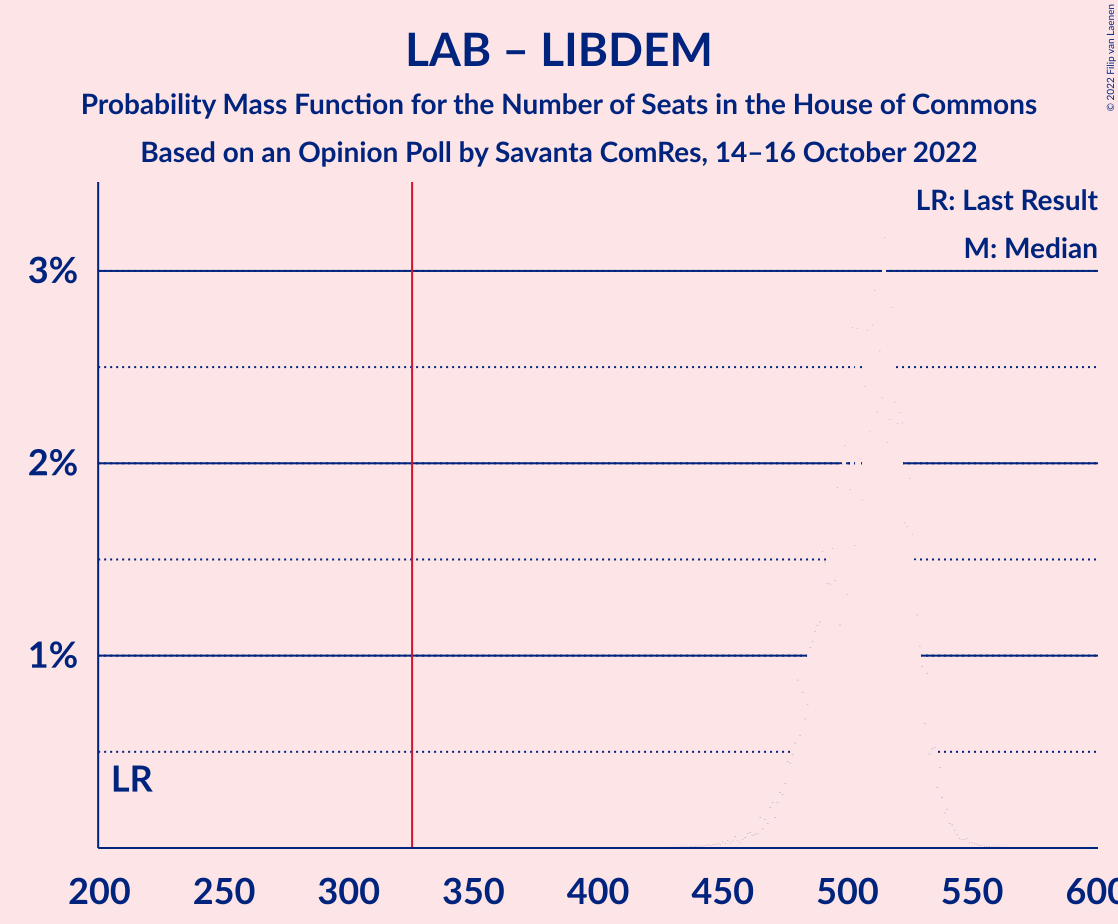 LAB – LIBDEM
Probability Mass Function for the Number of Seats in the House of Commons
Based on an Opinion Poll by Savanta ComRes, 14–16 October 2022
© 2022 Filip van Laenen
LR: Last Result
M: Median
3%
2%
1%
LR
200 250 300 350 400 450 500 550 600